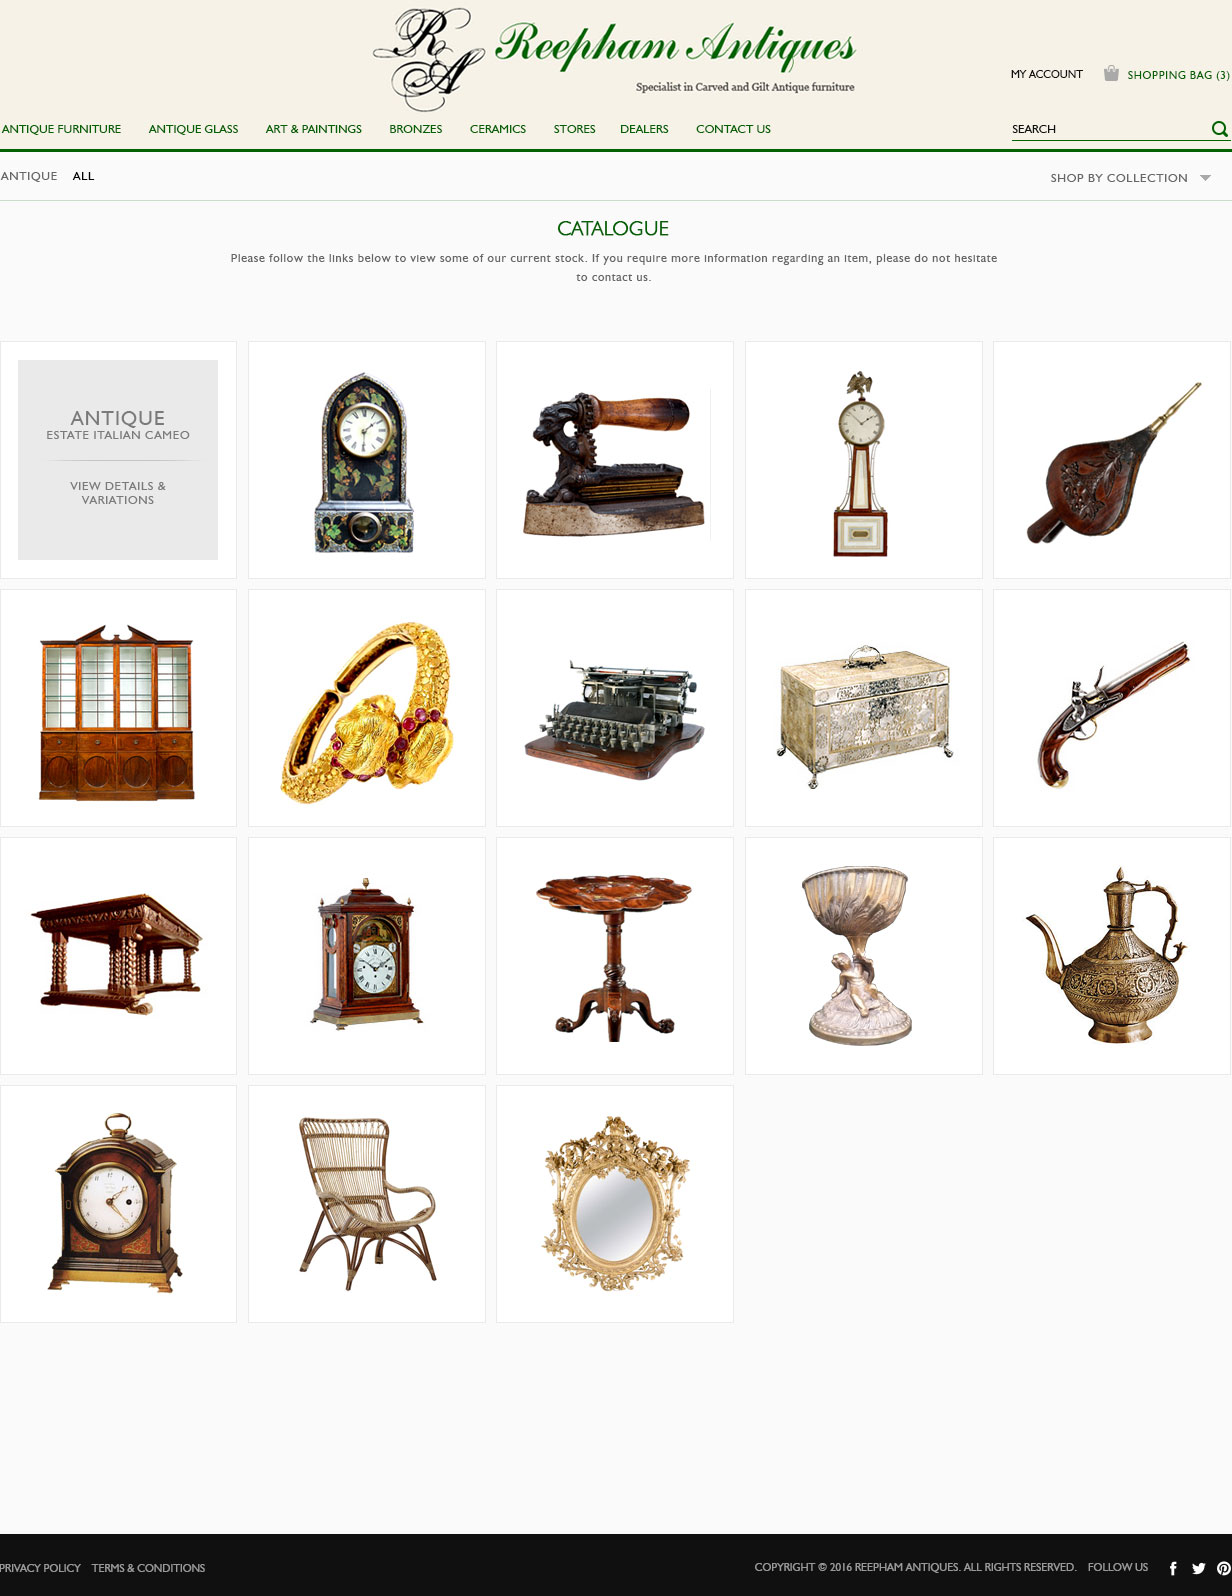 RA Reepham Antiques
Specialist in Carved and Gilt Antique furniture
MY ACCOUNT SHOPPING BAG (3)
ANTIQUE FURNITURE ANTIQUE GLASS ART & PAINTINGS BRONZES CERAMICS STORES DEALERS CONTACT US SEARCH
ANTIQUE ALL SHOP BY COLLECTION
CATALOGUE
Please follow the links below to view some of our current stock. If you require more information regarding an item, please do not hesitate
to contact us.
ANTIQUE
ESTATE ITALIAN CAMEO
VIEW DETAILS &
VARIATIONS
PRIVACY POLICY TERMS & CONDITIONS COPYRIGHT © 2016 REEPHAM ANTIQUES. ALL RIGHTS RESERVED. FOLLOW US